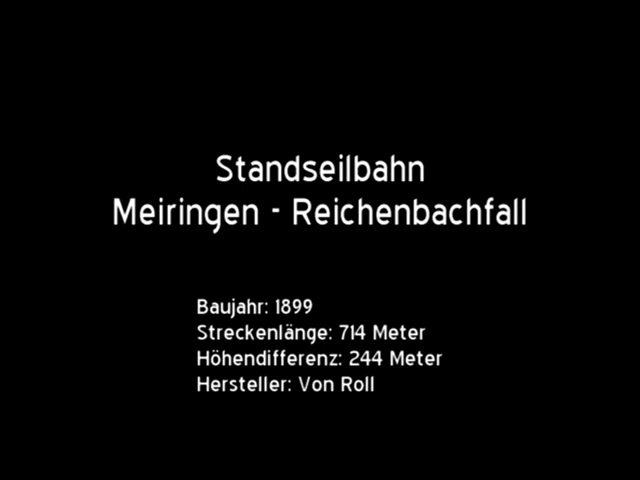 Standseilbahn
Meiringen - Reichenbachfall
Baujahr: 1899
Streckenlänge: 714 Meter
Höhendifferenz: 244 Meter
Hersteller: Von Roll